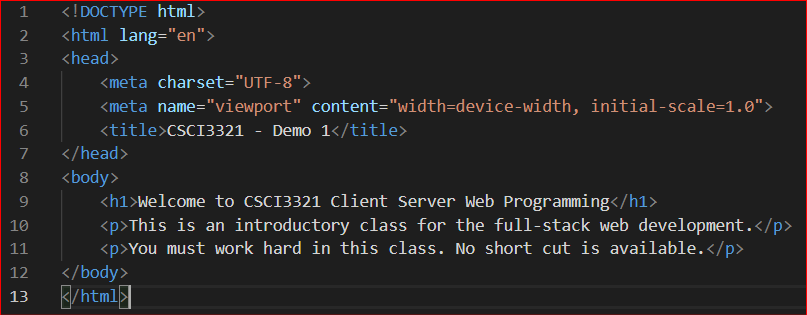 1 <!DOCTYPE html>
2 <html lang="en">
3 <head>
4     <meta charset="UTF-8">
5     <meta name="viewport" content="width=device-width, initial-scale=1.0">
6     <title>CSCI3321 - Demo 1</title>
7 </head>
8 <body>
9     <h1>Welcome to CSCI3321 Client Server Web Programming</h1>
10     <p>This is an introductory class for the full-stack web development.</p>
11     <p>You must work hard in this class. No short cut is available.</p>
12 </body>
13 </html>